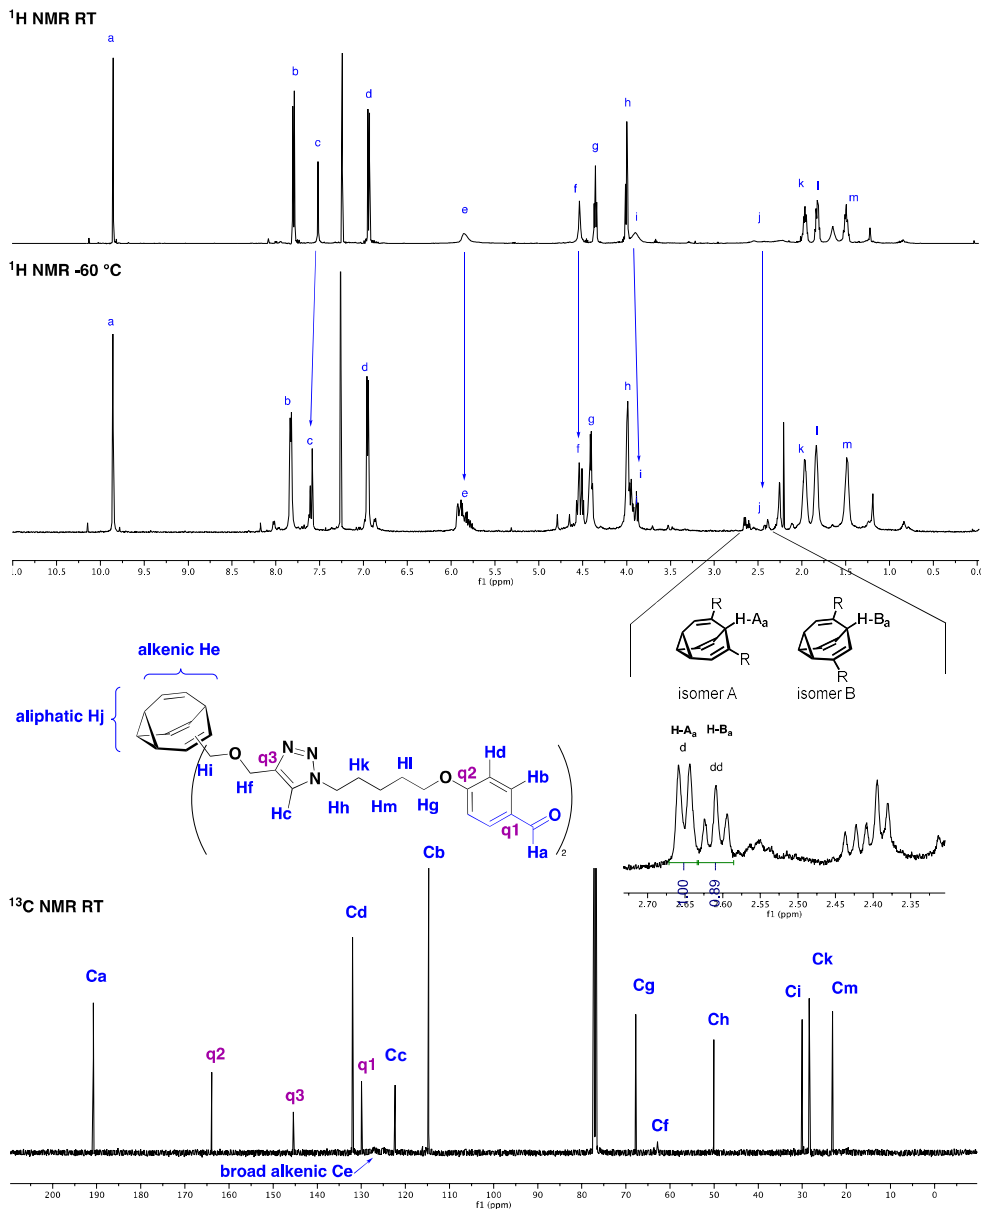 ¹H NMR RT
a
b
c
d
e
f
g
h
i
j
k
l
m
¹H NMR -60 °C
a
b
c
d
e
f
g
h
i
j
k
l
m
1.0 10.5 10.0 9.5 9.0 8.5 8.0 7.5 7.0 6.5 6.0 5.5 5.0 4.5 4.0 3.5 3.0 2.5 2.0 1.5 1.0 0.5 0.0
f1 (ppm)
R
H-Aₐ
R
isomer A
R
H-Bₐ
R
isomer B
alkenic He
aliphatic Hj
Hi
O
Hf
q3
N
N
N
Hc
Hh
Hk
Hm
Hl
Hg
O
q2
Hd
Hb
q1
O
Ha
2
H-Aₐ
d
H-Bₐ
dd
1.00
0.89
2.70 2.65 2.60 2.55 2.50 2.45 2.40 2.35
f1 (ppm)
¹³C NMR RT
Ca
q2
q3
Cd
q1
Cc
Cb
broad alkenic Ce
Cg
Cf
Ch
Ci
Ck
Cm
200 190 180 170 160 150 140 130 120 110 100 90 80 70 60 50 40 30 20 10 0
f1 (ppm)